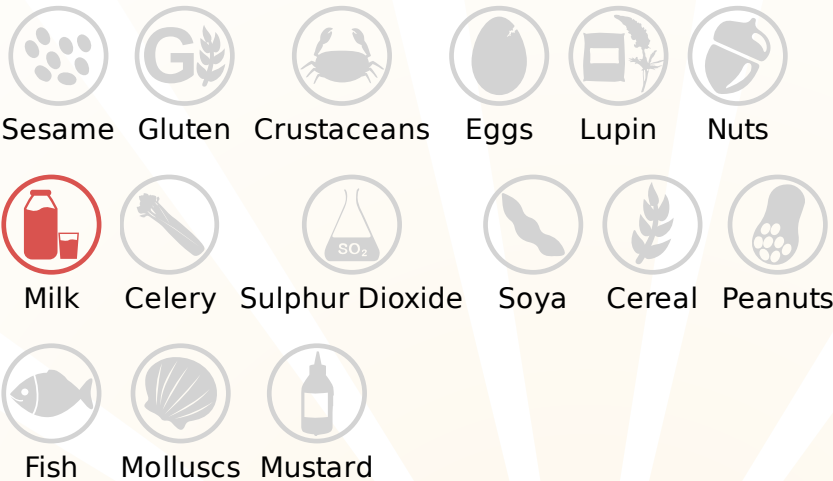 G
Sesame Gluten Crustaceans Eggs Lupin Nuts
SO₂
Milk Celery Sulphur Dioxide Soya Cereal Peanuts
Fish Molluscs Mustard